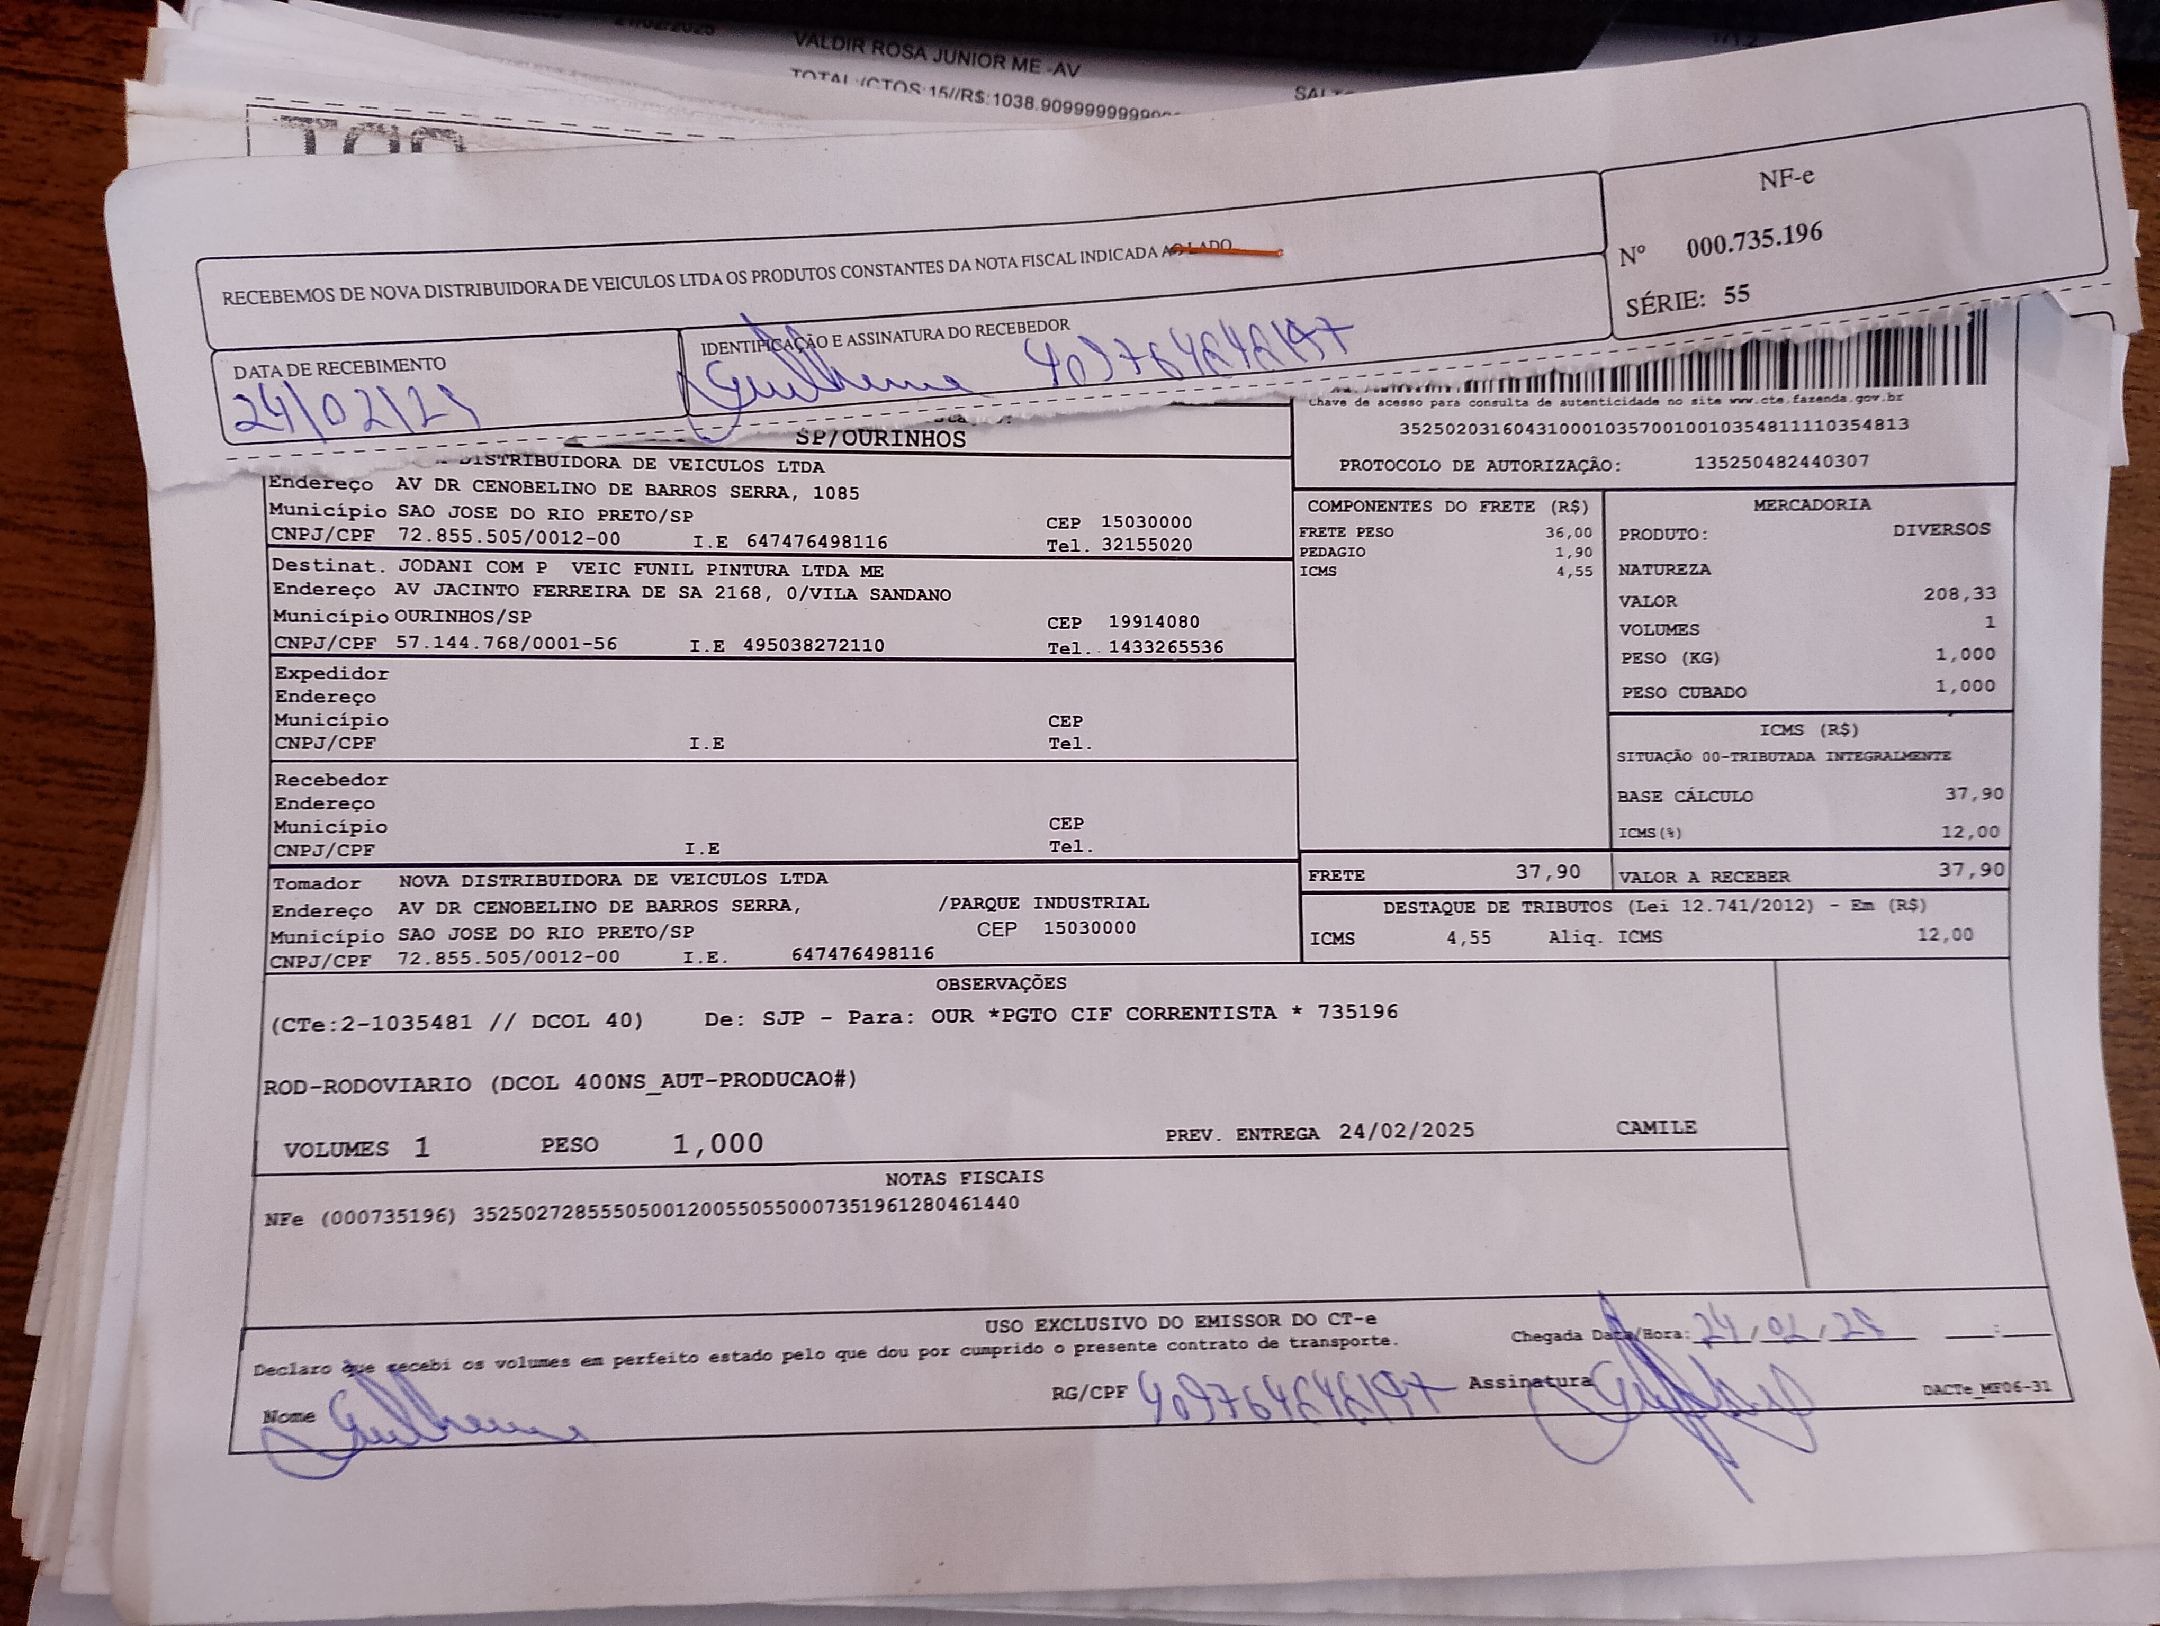 VALDIR ROSA JUNIOR ME -AV
TOTAL:/CTOS:15//R$:1038.9099999999
NF-e
Nº 000.735.196
SÉRIE: 55
RECEBEMOS DE NOVA DISTRIBUIDORA DE VEICULOS LTDA OS PRODUTOS CONSTANTES DA NOTA FISCAL INDICADA AO LADO
DATA DE RECEBIMENTO
24/02/25
IDENTIFICAÇÃO E ASSINATURA DO RECEBEDOR
Guilherme
SP/OURINHOS
Chave de acesso para consulta de autenticidade no site www.cte.fazenda.gov.br
35250203160431000103570010010354811110354813
PROTOCOLO DE AUTORIZAÇÃO: 135250482440307
DISTRIBUIDORA DE VEICULOS LTDA
Endereço AV DR CENOBELINO DE BARROS SERRA, 1085
Município SAO JOSE DO RIO PRETO/SP CEP 15030000
CNPJ/CPF 72.855.505/0012-00 I.E 647476498116 Tel. 32155020
Destinat. JODANI COM P VEIC FUNIL PINTURA LTDA ME
Endereço AV JACINTO FERREIRA DE SA 2168, 0/VILA SANDANO
Município OURINHOS/SP CEP 19914080
CNPJ/CPF 57.144.768/0001-56 I.E 495038272110 Tel. 1433265536
Expedidor
Endereço
Município CEP
CNPJ/CPF I.E Tel.
Recebedor
Endereço
Município CEP
CNPJ/CPF I.E Tel.
Tomador NOVA DISTRIBUIDORA DE VEICULOS LTDA
Endereço AV DR CENOBELINO DE BARROS SERRA, /PARQUE INDUSTRIAL
Município SAO JOSE DO RIO PRETO/SP CEP 15030000
CNPJ/CPF 72.855.505/0012-00 I.E. 647476498116
COMPONENTES DO FRETE (R$)
FRETE PESO 36,00
PEDAGIO 1,90
ICMS 4,55
MERCADORIA
PRODUTO: DIVERSOS
NATUREZA
VALOR 208,33
VOLUMES 1
PESO (KG) 1,000
PESO CUBADO 1,000
ICMS (R$)
SITUAÇÃO 00-TRIBUTADA INTEGRALMENTE
BASE CÁLCULO 37,90
ICMS(%) 12,00
FRETE 37,90 VALOR A RECEBER 37,90
DESTAQUE DE TRIBUTOS (Lei 12.741/2012) - Em (R$)
ICMS 4,55 Aliq. ICMS 12,00
OBSERVAÇÕES
(CTe:2-1035481 // DCOL 40) De: SJP - Para: OUR *PGTO CIF CORRENTISTA * 735196
ROD-RODOVIARIO (DCOL 400NS_AUT-PRODUCAO#)
VOLUMES 1 PESO 1,000 PREV. ENTREGA 24/02/2025 CAMILE
NOTAS FISCAIS
NFe (000735196) 35250272855505001200550550007351961280461440
USO EXCLUSIVO DO EMISSOR DO CT-e
Declaro que recebi os volumes em perfeito estado pelo que dou por cumprido o presente contrato de transporte.
Chegada Data/Hora: 24/02/25 __:__
Nome Guilherme RG/CPF Assinatura DACTe_MF06-31